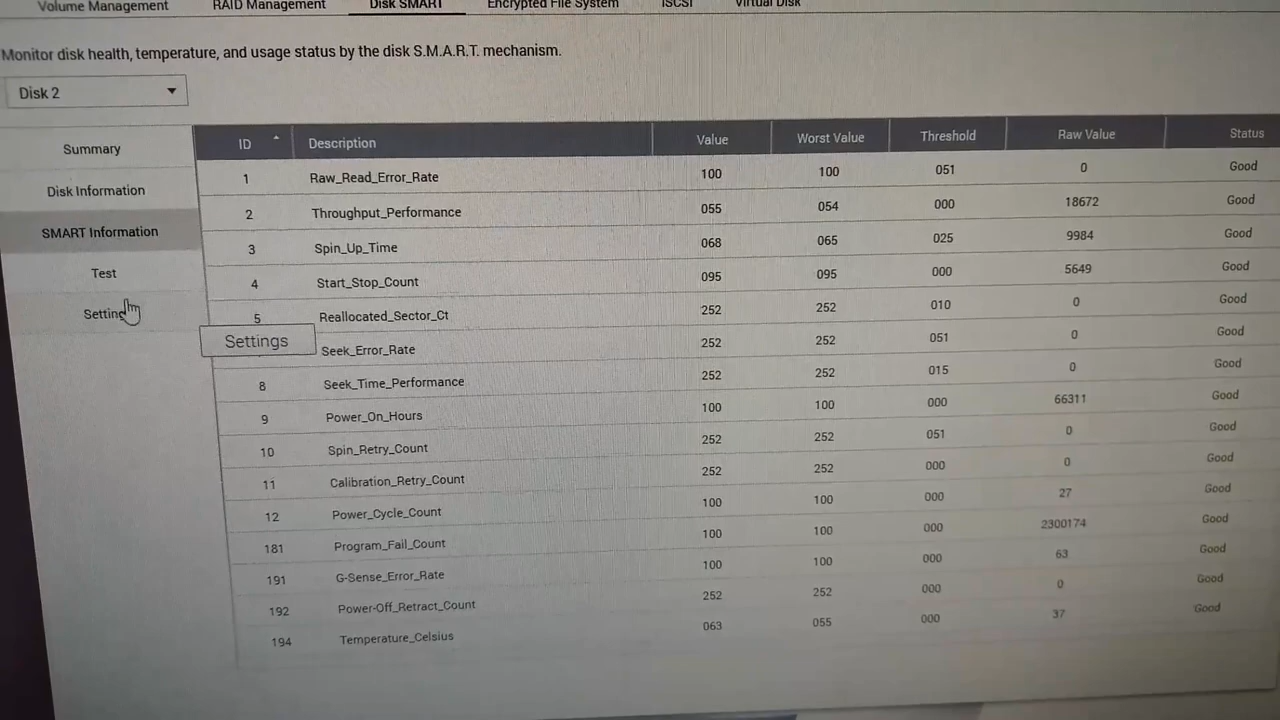 Volume Management RAID Management Disk SMART Encrypted File System iSCSI Virtual Disk
Monitor disk health, temperature, and usage status by the disk S.M.A.R.T. mechanism.
Disk 2
Summary
Disk Information
SMART Information
Test
Setting
Settings
ID Description Value Worst Value Threshold Raw Value Status
1 Raw_Read_Error_Rate 100 100 051 0 Good
2 Throughput_Performance 055 054 000 18672 Good
3 Spin_Up_Time 068 065 025 9984 Good
4 Start_Stop_Count 095 095 000 5649 Good
5 Reallocated_Sector_Ct 252 252 010 0 Good
Seek_Error_Rate 252 252 051 0 Good
8 Seek_Time_Performance 252 252 015 0 Good
9 Power_On_Hours 100 100 000 66311 Good
10 Spin_Retry_Count 252 252 051 0 Good
11 Calibration_Retry_Count 252 252 000 0 Good
12 Power_Cycle_Count 100 100 000 27 Good
181 Program_Fail_Count 100 100 000 2300174 Good
191 G-Sense_Error_Rate 100 100 000 63 Good
192 Power-Off_Retract_Count 252 252 000 0 Good
194 Temperature_Celsius 063 055 000 37 Good